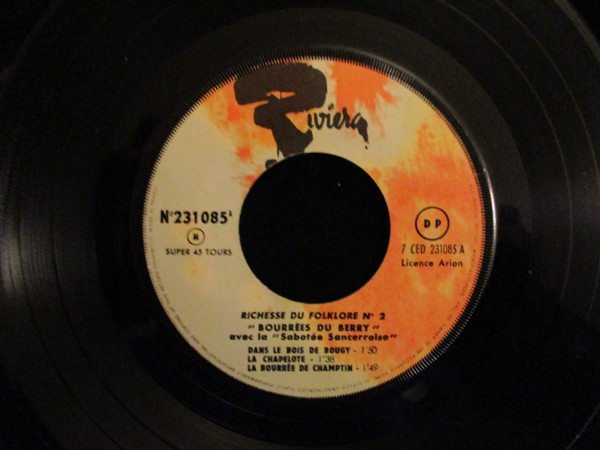 Riviera
N°231085ᴬ
M
SUPER 45 TOURS
DP
7 CED 231085 A
Licence Arion
RICHESSE DU FOLKLORE N° 2
"BOURRÉES DU BERRY"
avec la "Sabotée Sancerroise"
DANS LE BOIS DE BOUGY - 1'50
LA CHAPELOTE - 1'38
LA BOURRÉE DE CHAMPTIN - 1'49